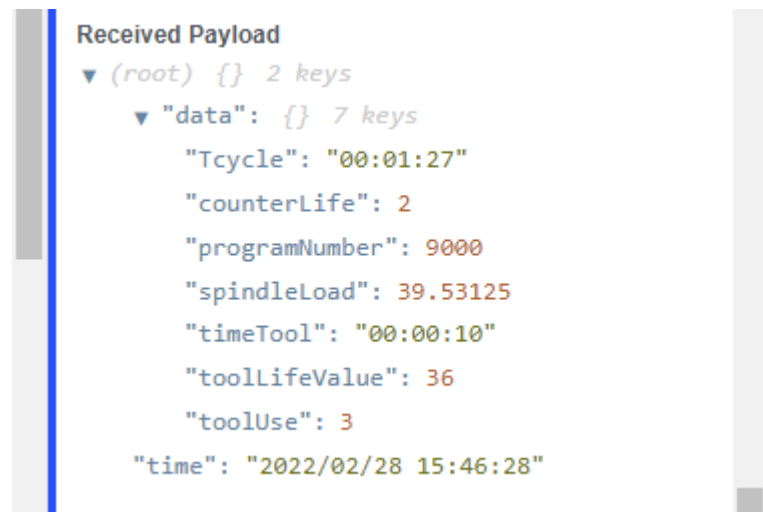 Received Payload
▼ (root) {} 2 keys
▼ "data": {} 7 keys
"Tcycle": "00:01:27"
"counterLife": 2
"programNumber": 9000
"spindleLoad": 39.53125
"timeTool": "00:00:10"
"toolLifeValue": 36
"toolUse": 3
"time": "2022/02/28 15:46:28"